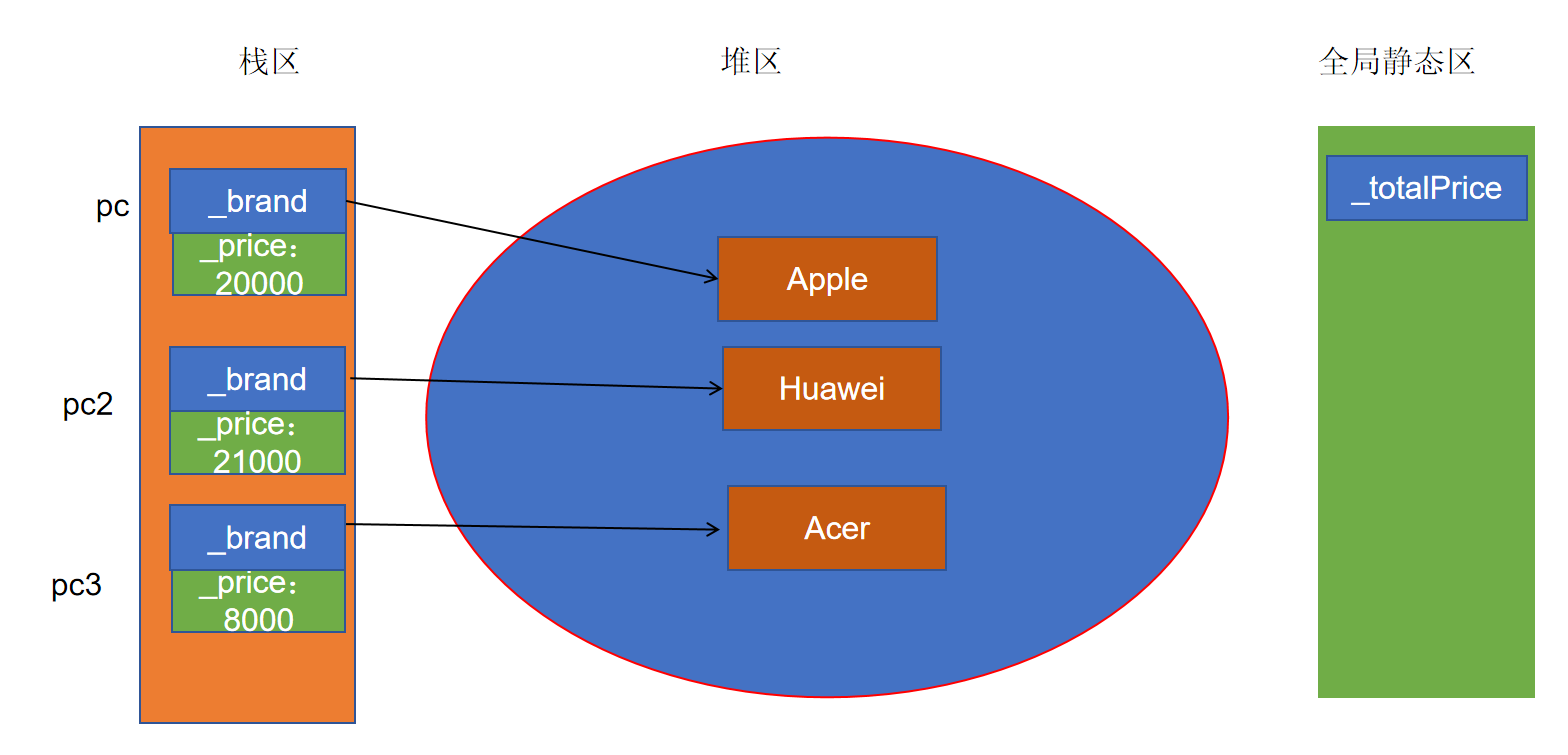 栈区
堆区
全局静态区
pc
_brand
_price：
20000
Apple
_totalPrice
pc2
_brand
_price：
21000
Huawei
pc3
_brand
_price：
8000
Acer